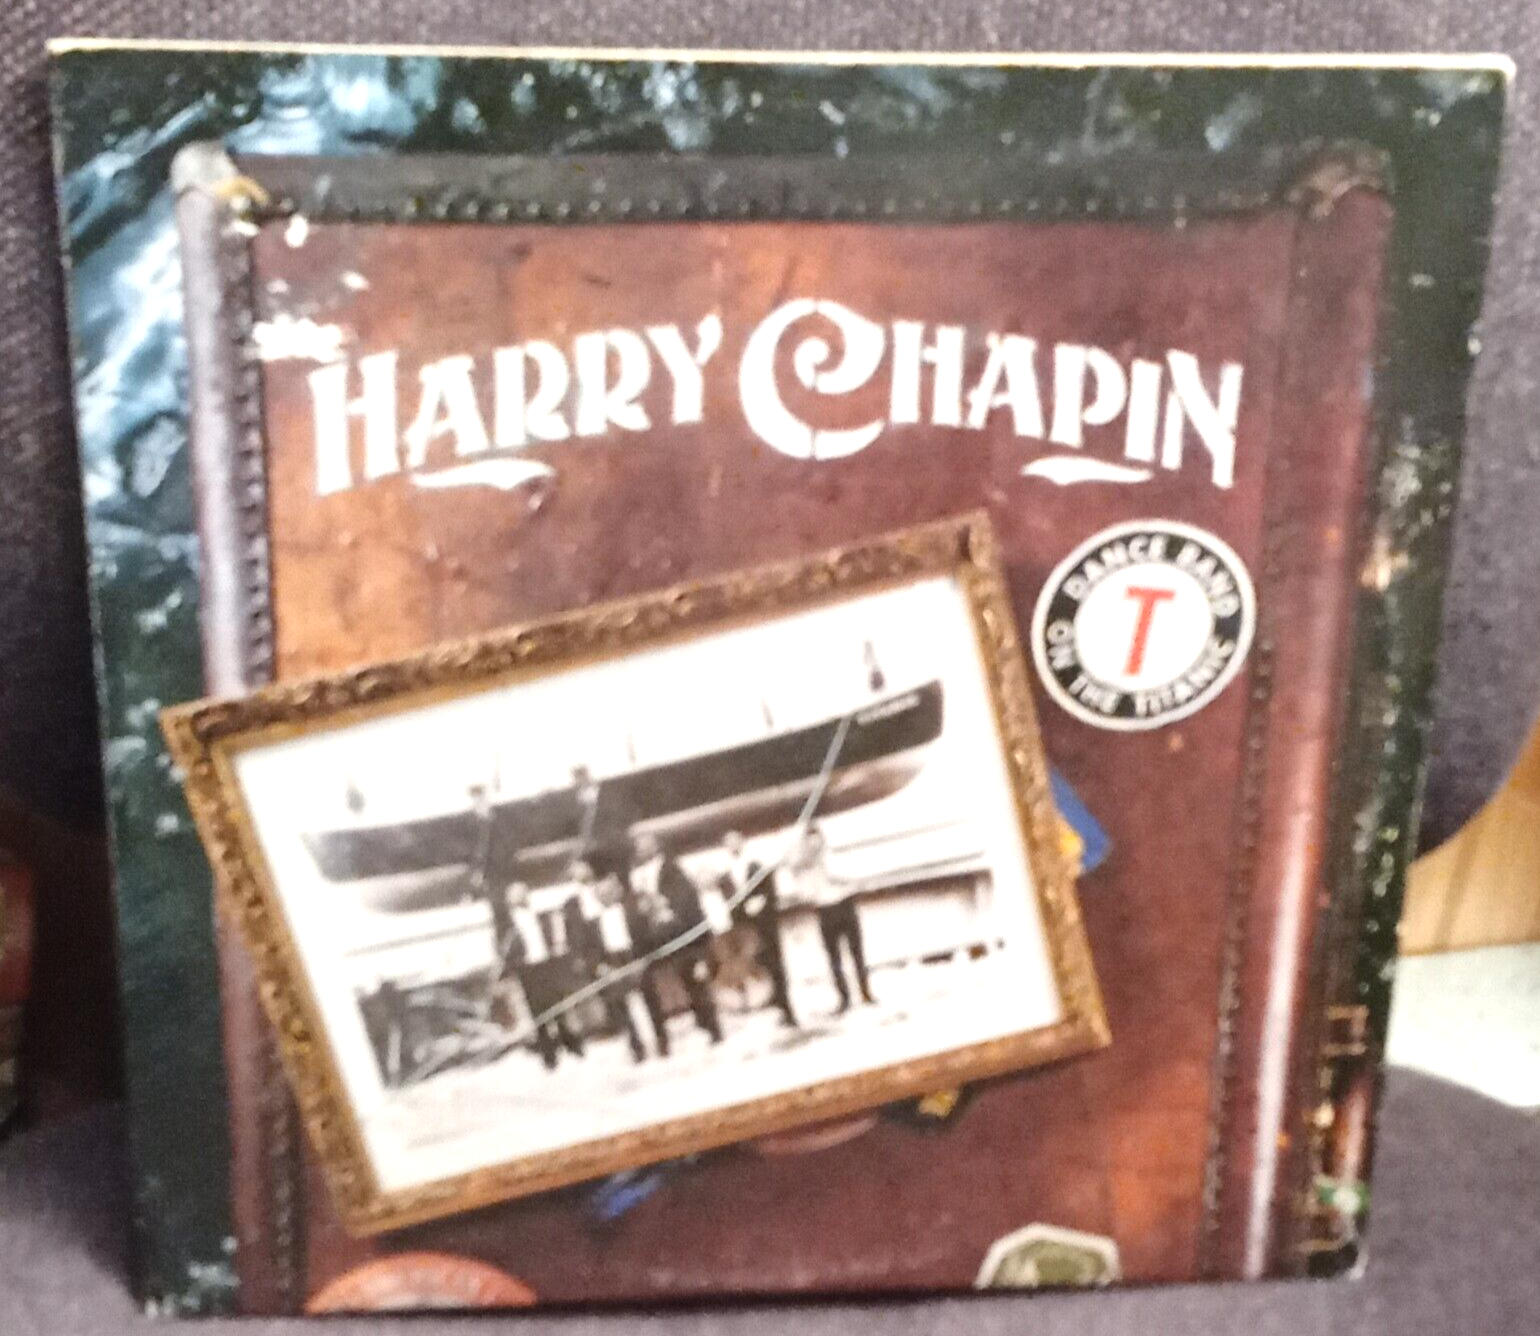 HARRY CHAPIN
DANCE BAND
ON THE TITANIC
T